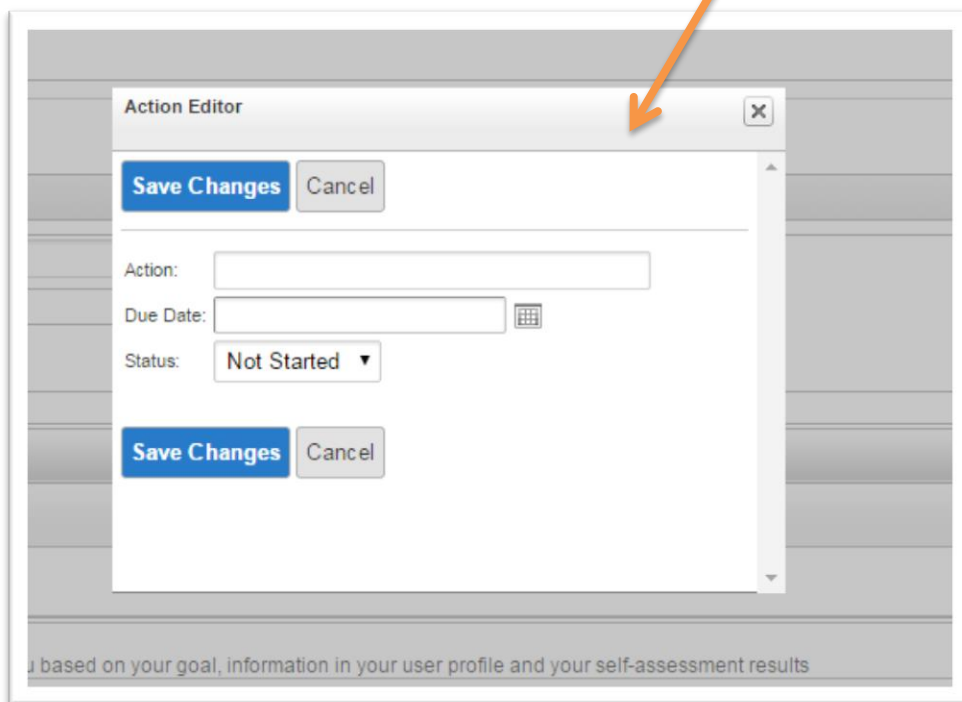 Action Editor
Save Changes Cancel
Action:
Due Date:
Status: Not Started
Save Changes Cancel
based on your goal, information in your user profile and your self-assessment results